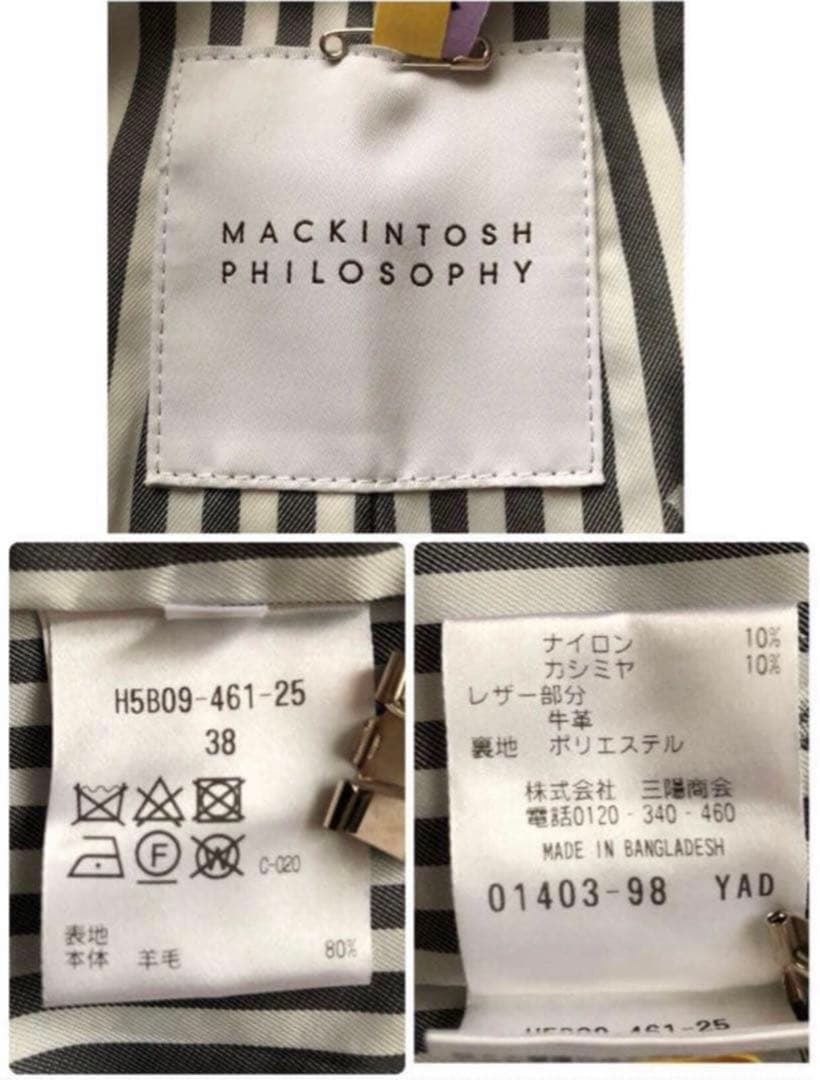 MACKINTOSH
PHILOSOPHY
H5B09-461-25
38
F
W
C-020
表地
本体 羊毛 80%
ナイロン 10%
カシミヤ 10%
レザー部分
牛革
裏地 ポリエステル
株式会社 三陽商会
電話0120-340-460
MADE IN BANGLADESH
01403-98 YAD
H5B09-461-25